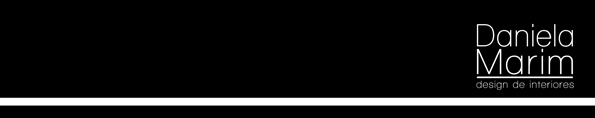 Daniela
Marim
design de interiores